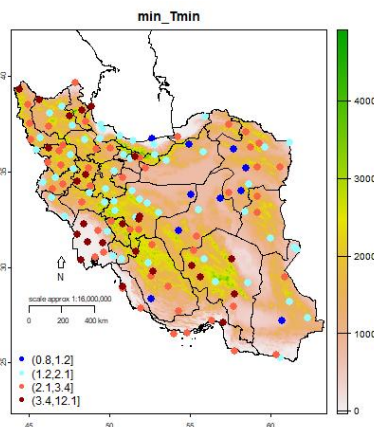 min_Tmin
40
35
30
25
4000
3000
2000
1000
0
N
scale approx 1:16,000,000
0 200 400 km
(0.8,1.2]
(1.2,2.1]
(2.1,3.4]
(3.4,12.1]
45 50 55 60